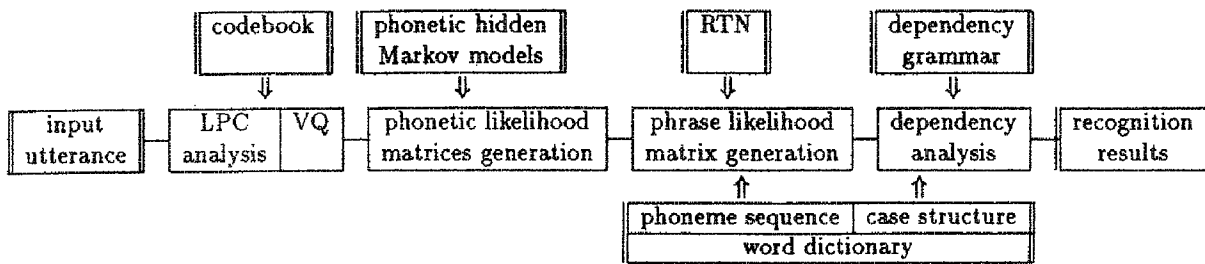 codebook
phonetic hidden
Markov models
RTN
dependency
grammar
input
utterance
LPC
analysis
VQ
phonetic likelihood
matrices generation
phrase likelihood
matrix generation
dependency
analysis
recognition
results
phoneme sequence
case structure
word dictionary